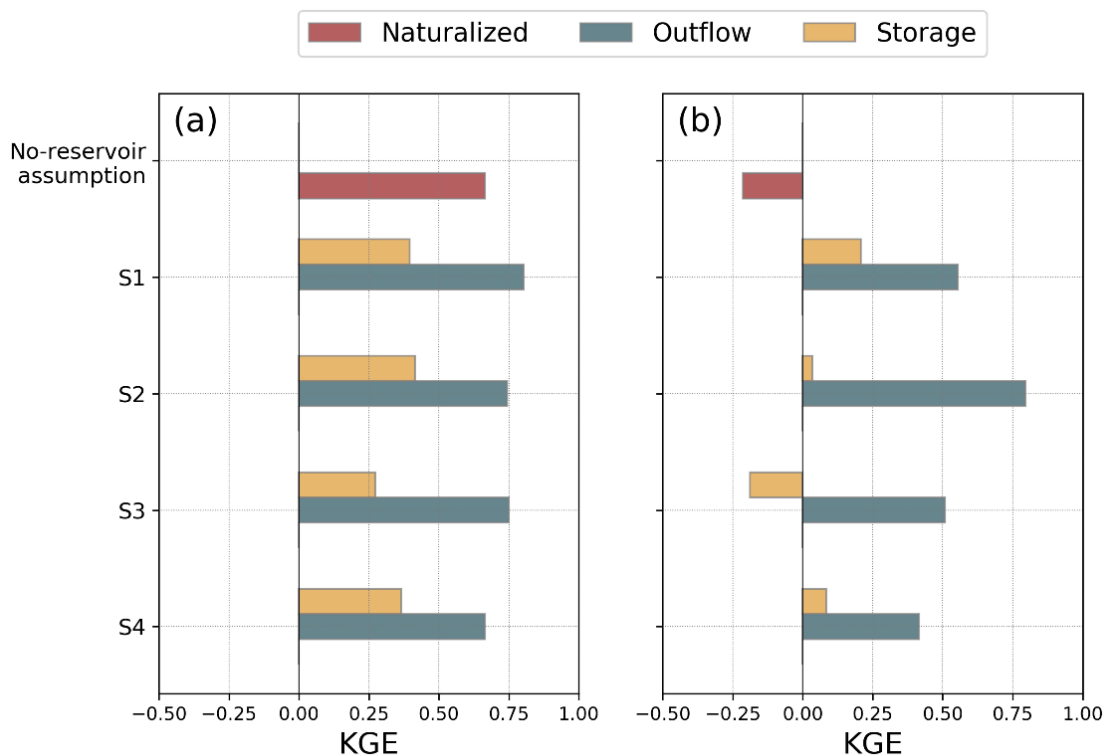 Naturalized Outflow Storage
(a) (b)
No-reservoir
assumption
S1
S2
S3
S4
−0.50 −0.25 0.00 0.25 0.50 0.75 1.00 −0.50 −0.25 0.00 0.25 0.50 0.75 1.00
KGE KGE